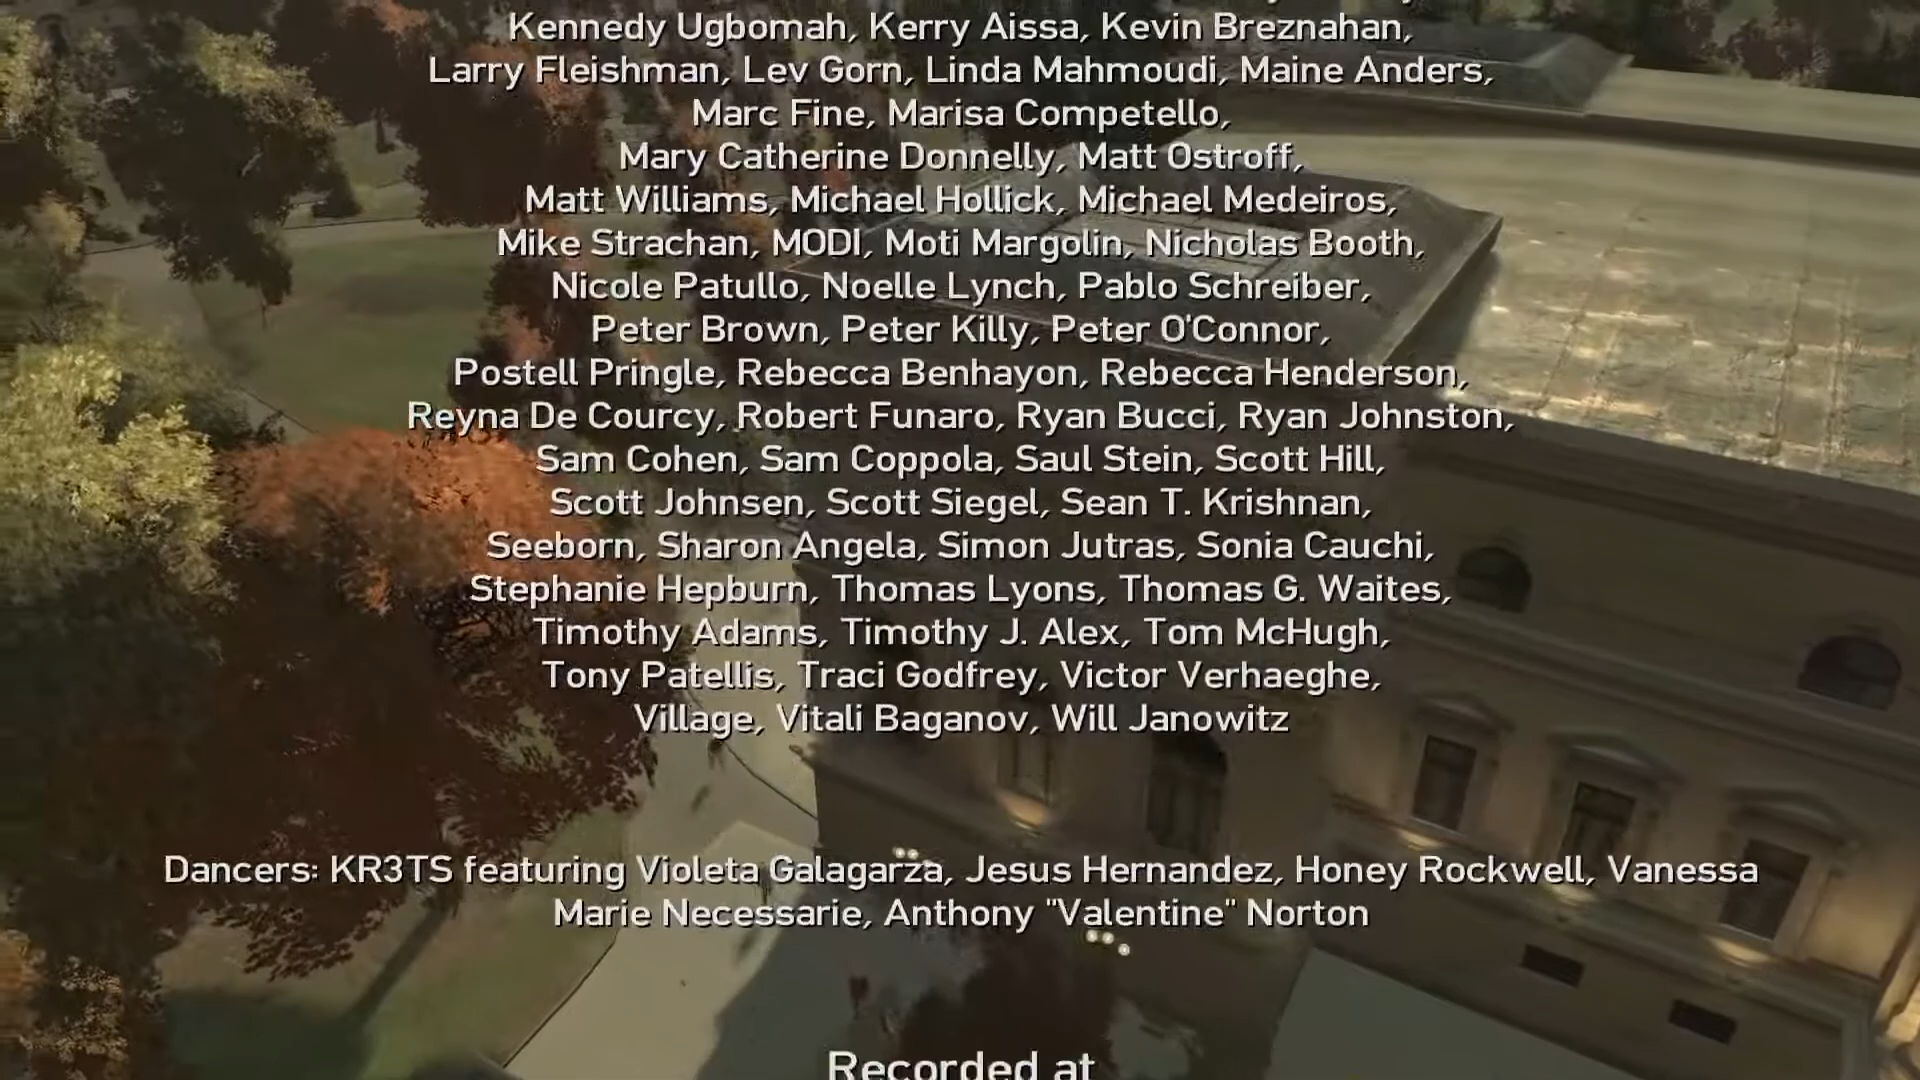 Kennedy Ugbomah, Kerry Aissa, Kevin Breznahan,
Larry Fleishman, Lev Gorn, Linda Mahmoudi, Maine Anders,
Marc Fine, Marisa Competello,
Mary Catherine Donnelly, Matt Ostroff,
Matt Williams, Michael Hollick, Michael Medeiros,
Mike Strachan, MODI, Moti Margolin, Nicholas Booth,
Nicole Patullo, Noelle Lynch, Pablo Schreiber,
Peter Brown, Peter Killy, Peter O'Connor,
Postell Pringle, Rebecca Benhayon, Rebecca Henderson,
Reyna De Courcy, Robert Funaro, Ryan Bucci, Ryan Johnston,
Sam Cohen, Sam Coppola, Saul Stein, Scott Hill,
Scott Johnsen, Scott Siegel, Sean T. Krishnan,
Seeborn, Sharon Angela, Simon Jutras, Sonia Cauchi,
Stephanie Hepburn, Thomas Lyons, Thomas G. Waites,
Timothy Adams, Timothy J. Alex, Tom McHugh,
Tony Patellis, Traci Godfrey, Victor Verhaeghe,
Village, Vitali Baganov, Will Janowitz
Dancers: KR3TS featuring Violeta Galagarza, Jesus Hernandez, Honey Rockwell, Vanessa
Marie Necessarie, Anthony "Valentine" Norton
Recorded at